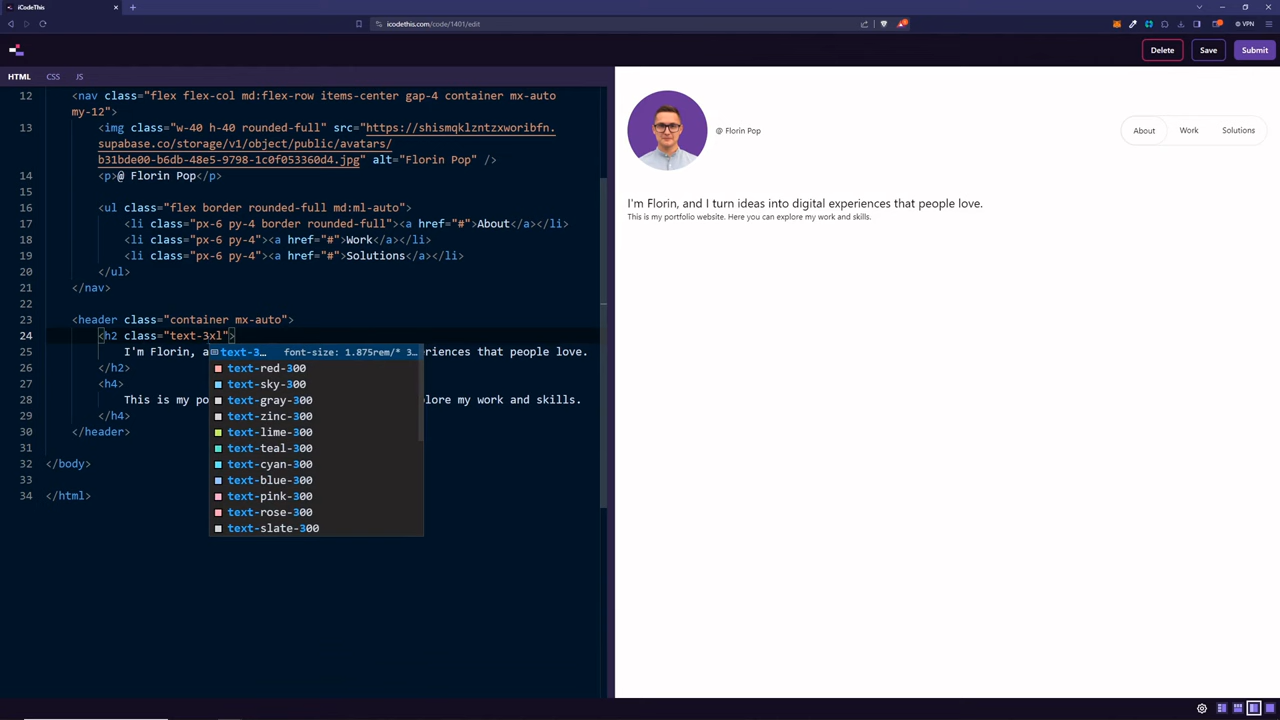 iCodeThis
icodethis.com/code/1401/edit
VPN
Delete
Save
Submit
HTML CSS JS
12 <nav class="flex flex-col md:flex-row items-center gap-4 container mx-auto
my-12">
13 <img class="w-40 h-40 rounded-full" src="https://shismqklzntzxworibfn.
supabase.co/storage/v1/object/public/avatars/
b31bde00-b6db-48e5-9798-1c0f053360d4.jpg" alt="Florin Pop" />
14 <p>@ Florin Pop</p>
15
16 <ul class="flex border rounded-full md:ml-auto">
17 <li class="px-6 py-4 border rounded-full"><a href="#">About</a></li>
18 <li class="px-6 py-4"><a href="#">Work</a></li>
19 <li class="px-6 py-4"><a href="#">Solutions</a></li>
20 </ul>
21 </nav>
22
23 <header class="container mx-auto">
24 <h2 class="text-3xl">
25 I'm Florin, a eriences that people love.
26 </h2>
27 <h4>
28 This is my po lore my work and skills.
29 </h4>
30 </header>
31
32 </body>
33
34 </html>
text-3… font-size: 1.875rem/* 3…
text-red-300
text-sky-300
text-gray-300
text-zinc-300
text-lime-300
text-teal-300
text-cyan-300
text-blue-300
text-pink-300
text-rose-300
text-slate-300
@ Florin Pop
About
Work
Solutions
I'm Florin, and I turn ideas into digital experiences that people love.
This is my portfolio website. Here you can explore my work and skills.